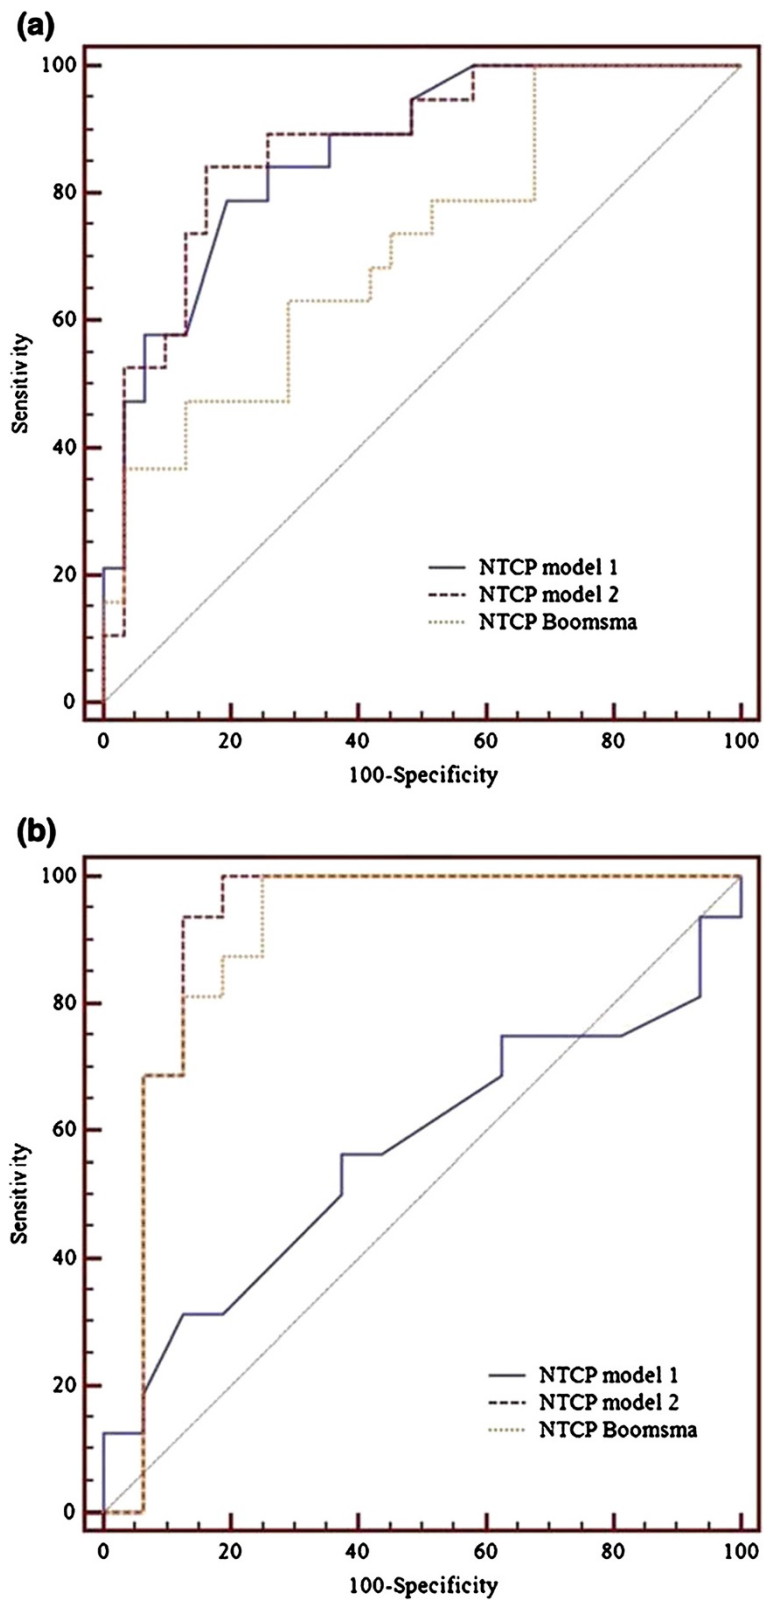 (a)
100
80
60
40
20
0
Sensitivity
NTCP model 1
NTCP model 2
NTCP Boomsma
0 20 40 60 80 100
100-Specificity
(b)
100
80
60
40
20
0
Sensitivity
NTCP model 1
NTCP model 2
NTCP Boomsma
0 20 40 60 80 100
100-Specificity